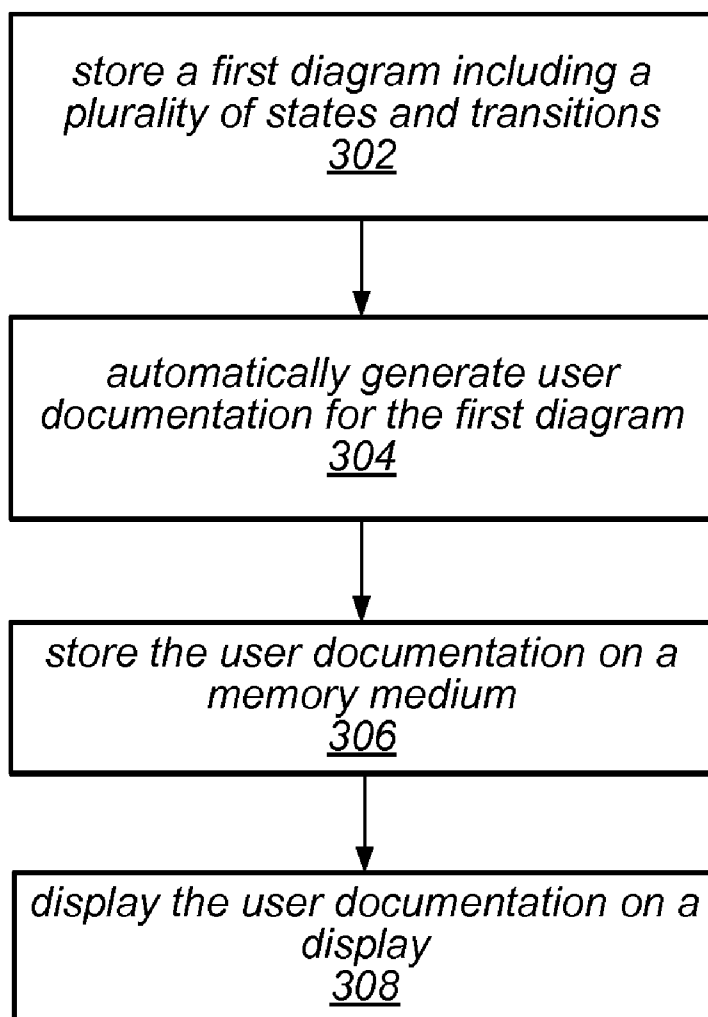 store a first diagram including a
plurality of states and transitions
302
automatically generate user
documentation for the first diagram
304
store the user documentation on a
memory medium
306
display the user documentation on a
display
308